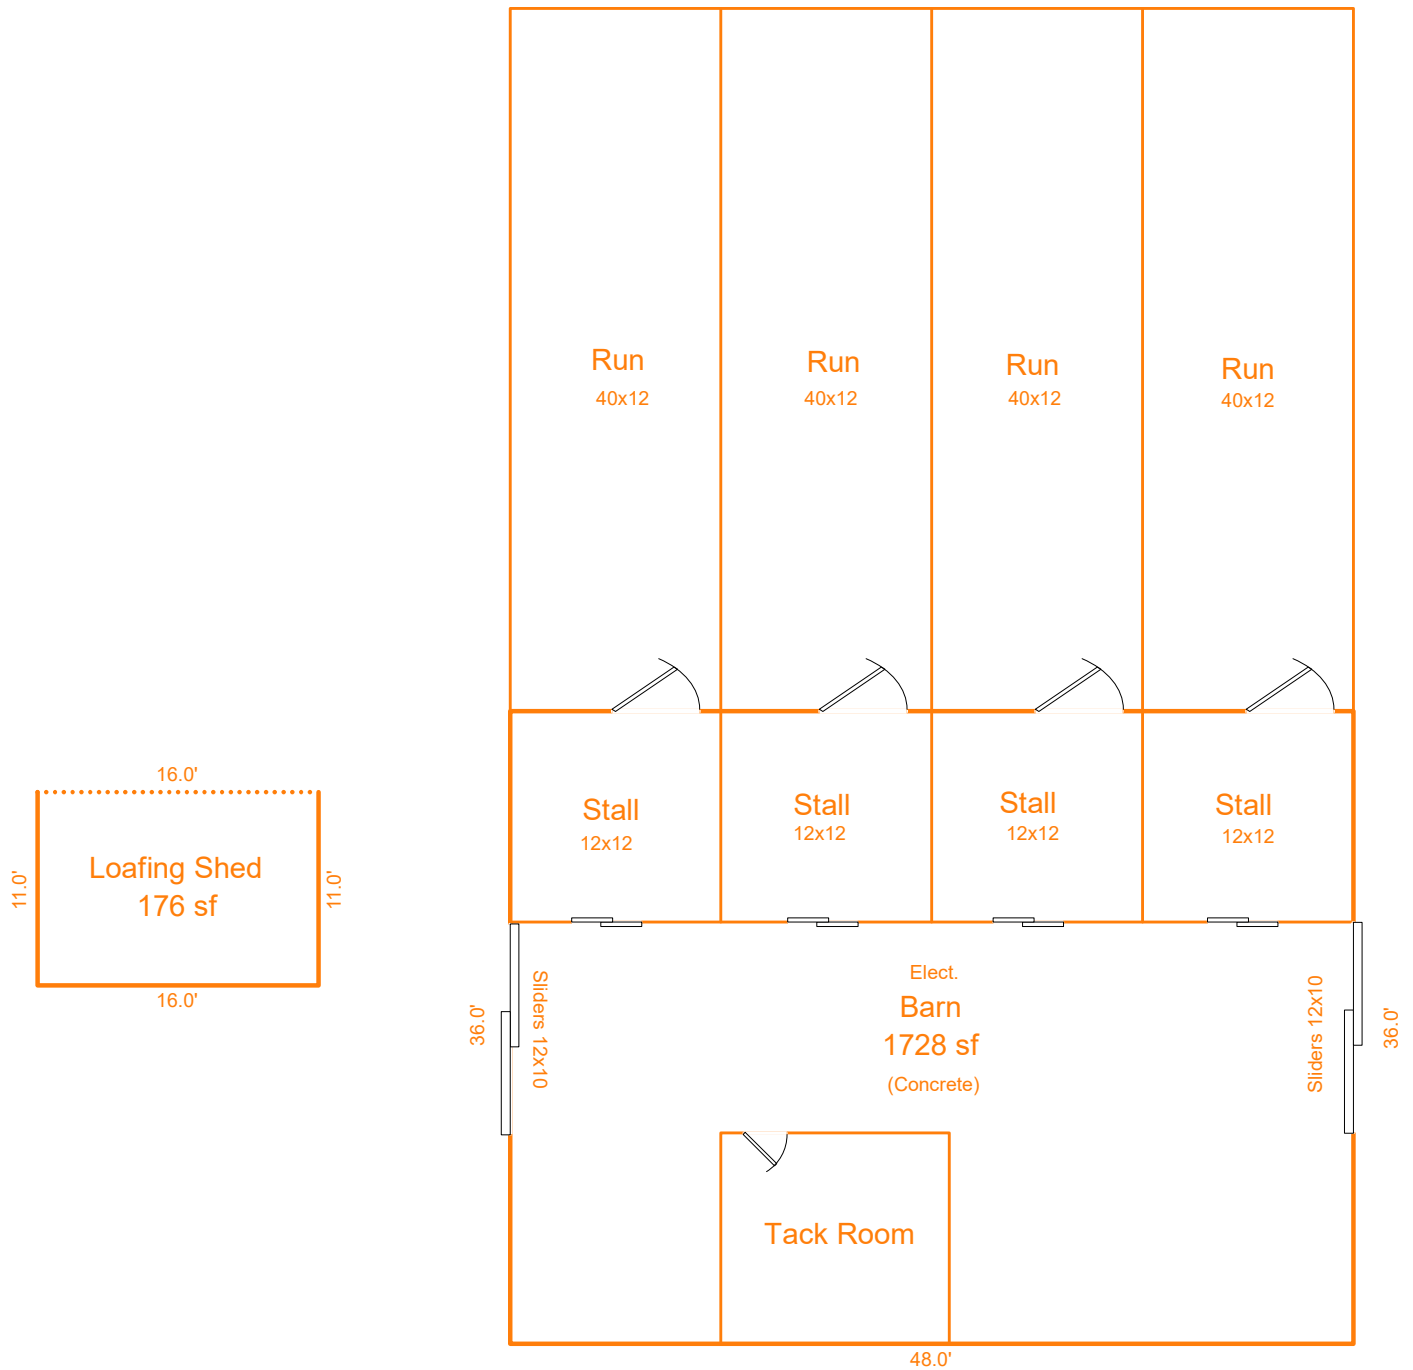 Run
40x12
Run
40x12
Run
40x12
Run
40x12
16.0'
11.0'
Loafing Shed
176 sf
11.0'
16.0'
Stall
12x12
Stall
12x12
Stall
12x12
Stall
12x12
36.0'
Sliders 12x10
Elect.
Barn
1728 sf
(Concrete)
Sliders 12x10
36.0'
Tack Room
48.0'